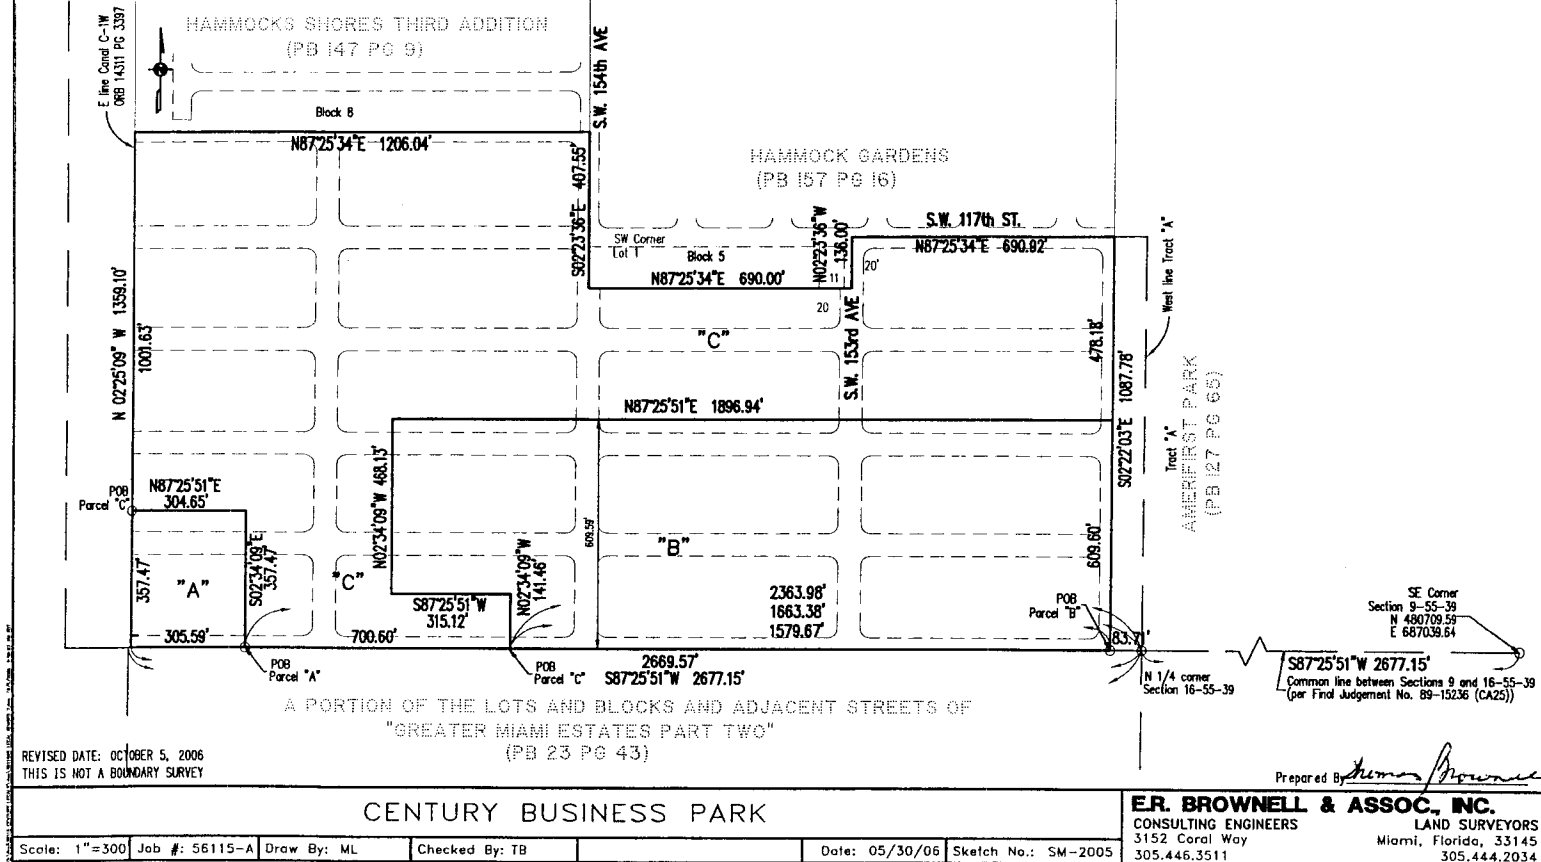 HAMMOCKS SHORES THIRD ADDITION
(PB 147 PG 9)
E line Canal C-1W
ORB 14311 PG 3397
S.W. 154th AVE
Block 8
N87°25'34"E 1206.04'
S02°23'36"E 407.55'
HAMMOCK GARDENS
(PB 157 PG 16)
S.W. 117th ST.
N87°25'34"E 690.92'
SW Corner
Lot 1
Block 5
N87°25'34"E 690.00'
N02°23'36"W
136.00'
11
20'
20
West line Tract "A"
N 02°25'09" W 1359.10'
1001.63'
"C"
S.W. 153rd AVE
478.18'
S02°22'03"E 1087.78'
N87°25'51"E 1896.94'
AMERIFIRST PARK
(PB 127 PG 65)
Tract "A"
POB
Parcel "C"
N87°25'51"E
304.65'
N02°34'09"W 468.13'
609.59'
609.60'
357.47'
"A"
S02°34'09"E
357.47'
"C"
S87°25'51"W
315.12'
N02°34'09"W
141.46'
"B"
2363.98'
1663.38'
1579.67'
POB
Parcel "B"
305.59'
700.60'
83.71'
SE Corner
Section 9-55-39
N 480709.59
E 687039.64
POB
Parcel "A"
POB
Parcel "C"
2669.57'
S87°25'51"W 2677.15'
N 1/4 corner
Section 16-55-39
S87°25'51"W 2677.15'
Common line between Sections 9 and 16-55-39
(per Final Judgement No. 89-15236 (CA25))
A PORTION OF THE LOTS AND BLOCKS AND ADJACENT STREETS OF
"GREATER MIAMI ESTATES PART TWO"
(PB 23 PG 43)
REVISED DATE: OCTOBER 5, 2006
THIS IS NOT A BOUNDARY SURVEY
Prepared By Thomas Brownell
CENTURY BUSINESS PARK
E.R. BROWNELL & ASSOC., INC.
CONSULTING ENGINEERS LAND SURVEYORS
3152 Coral Way Miami, Florida, 33145
305.446.3511 305.444.2034
Scale: 1"=300 Job #: 56115-A Draw By: ML Checked By: TB Date: 05/30/06 Sketch No.: SM-2005